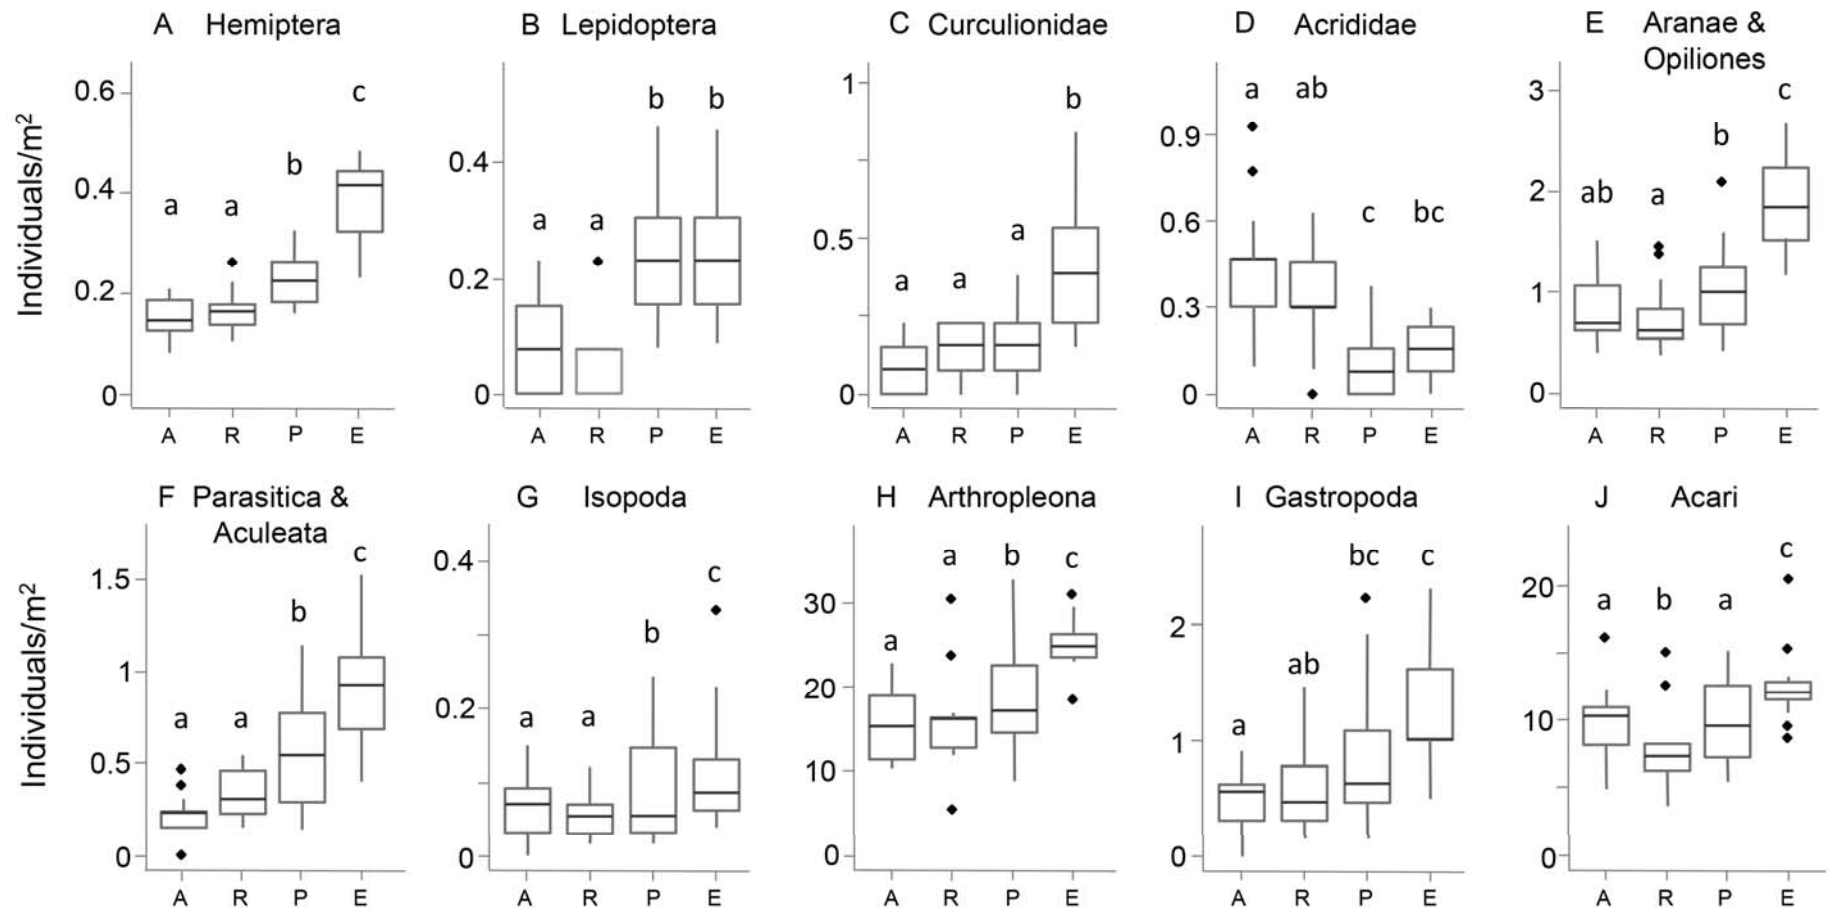 A Hemiptera
Individuals/m²
0.6
0.4
0.2
0
a a b c
A R P E
B Lepidoptera
0.4
0.2
0
a a b b
A R P E
C Curculionidae
1
0.5
0
a a a b
A R P E
D Acrididae
0.9
0.6
0.3
0
a ab c bc
A R P E
E Aranae &
Opiliones
3
2
1
0
ab a b c
A R P E
F Parasitica &
Aculeata
Individuals/m²
1.5
1
0.5
0
a a b c
A R P E
G Isopoda
0.4
0.2
0
a a b c
A R P E
H Arthropleona
30
20
10
0
a a b c
A R P E
I Gastropoda
2
1
0
a ab bc c
A R P E
J Acari
20
10
0
a b a c
A R P E